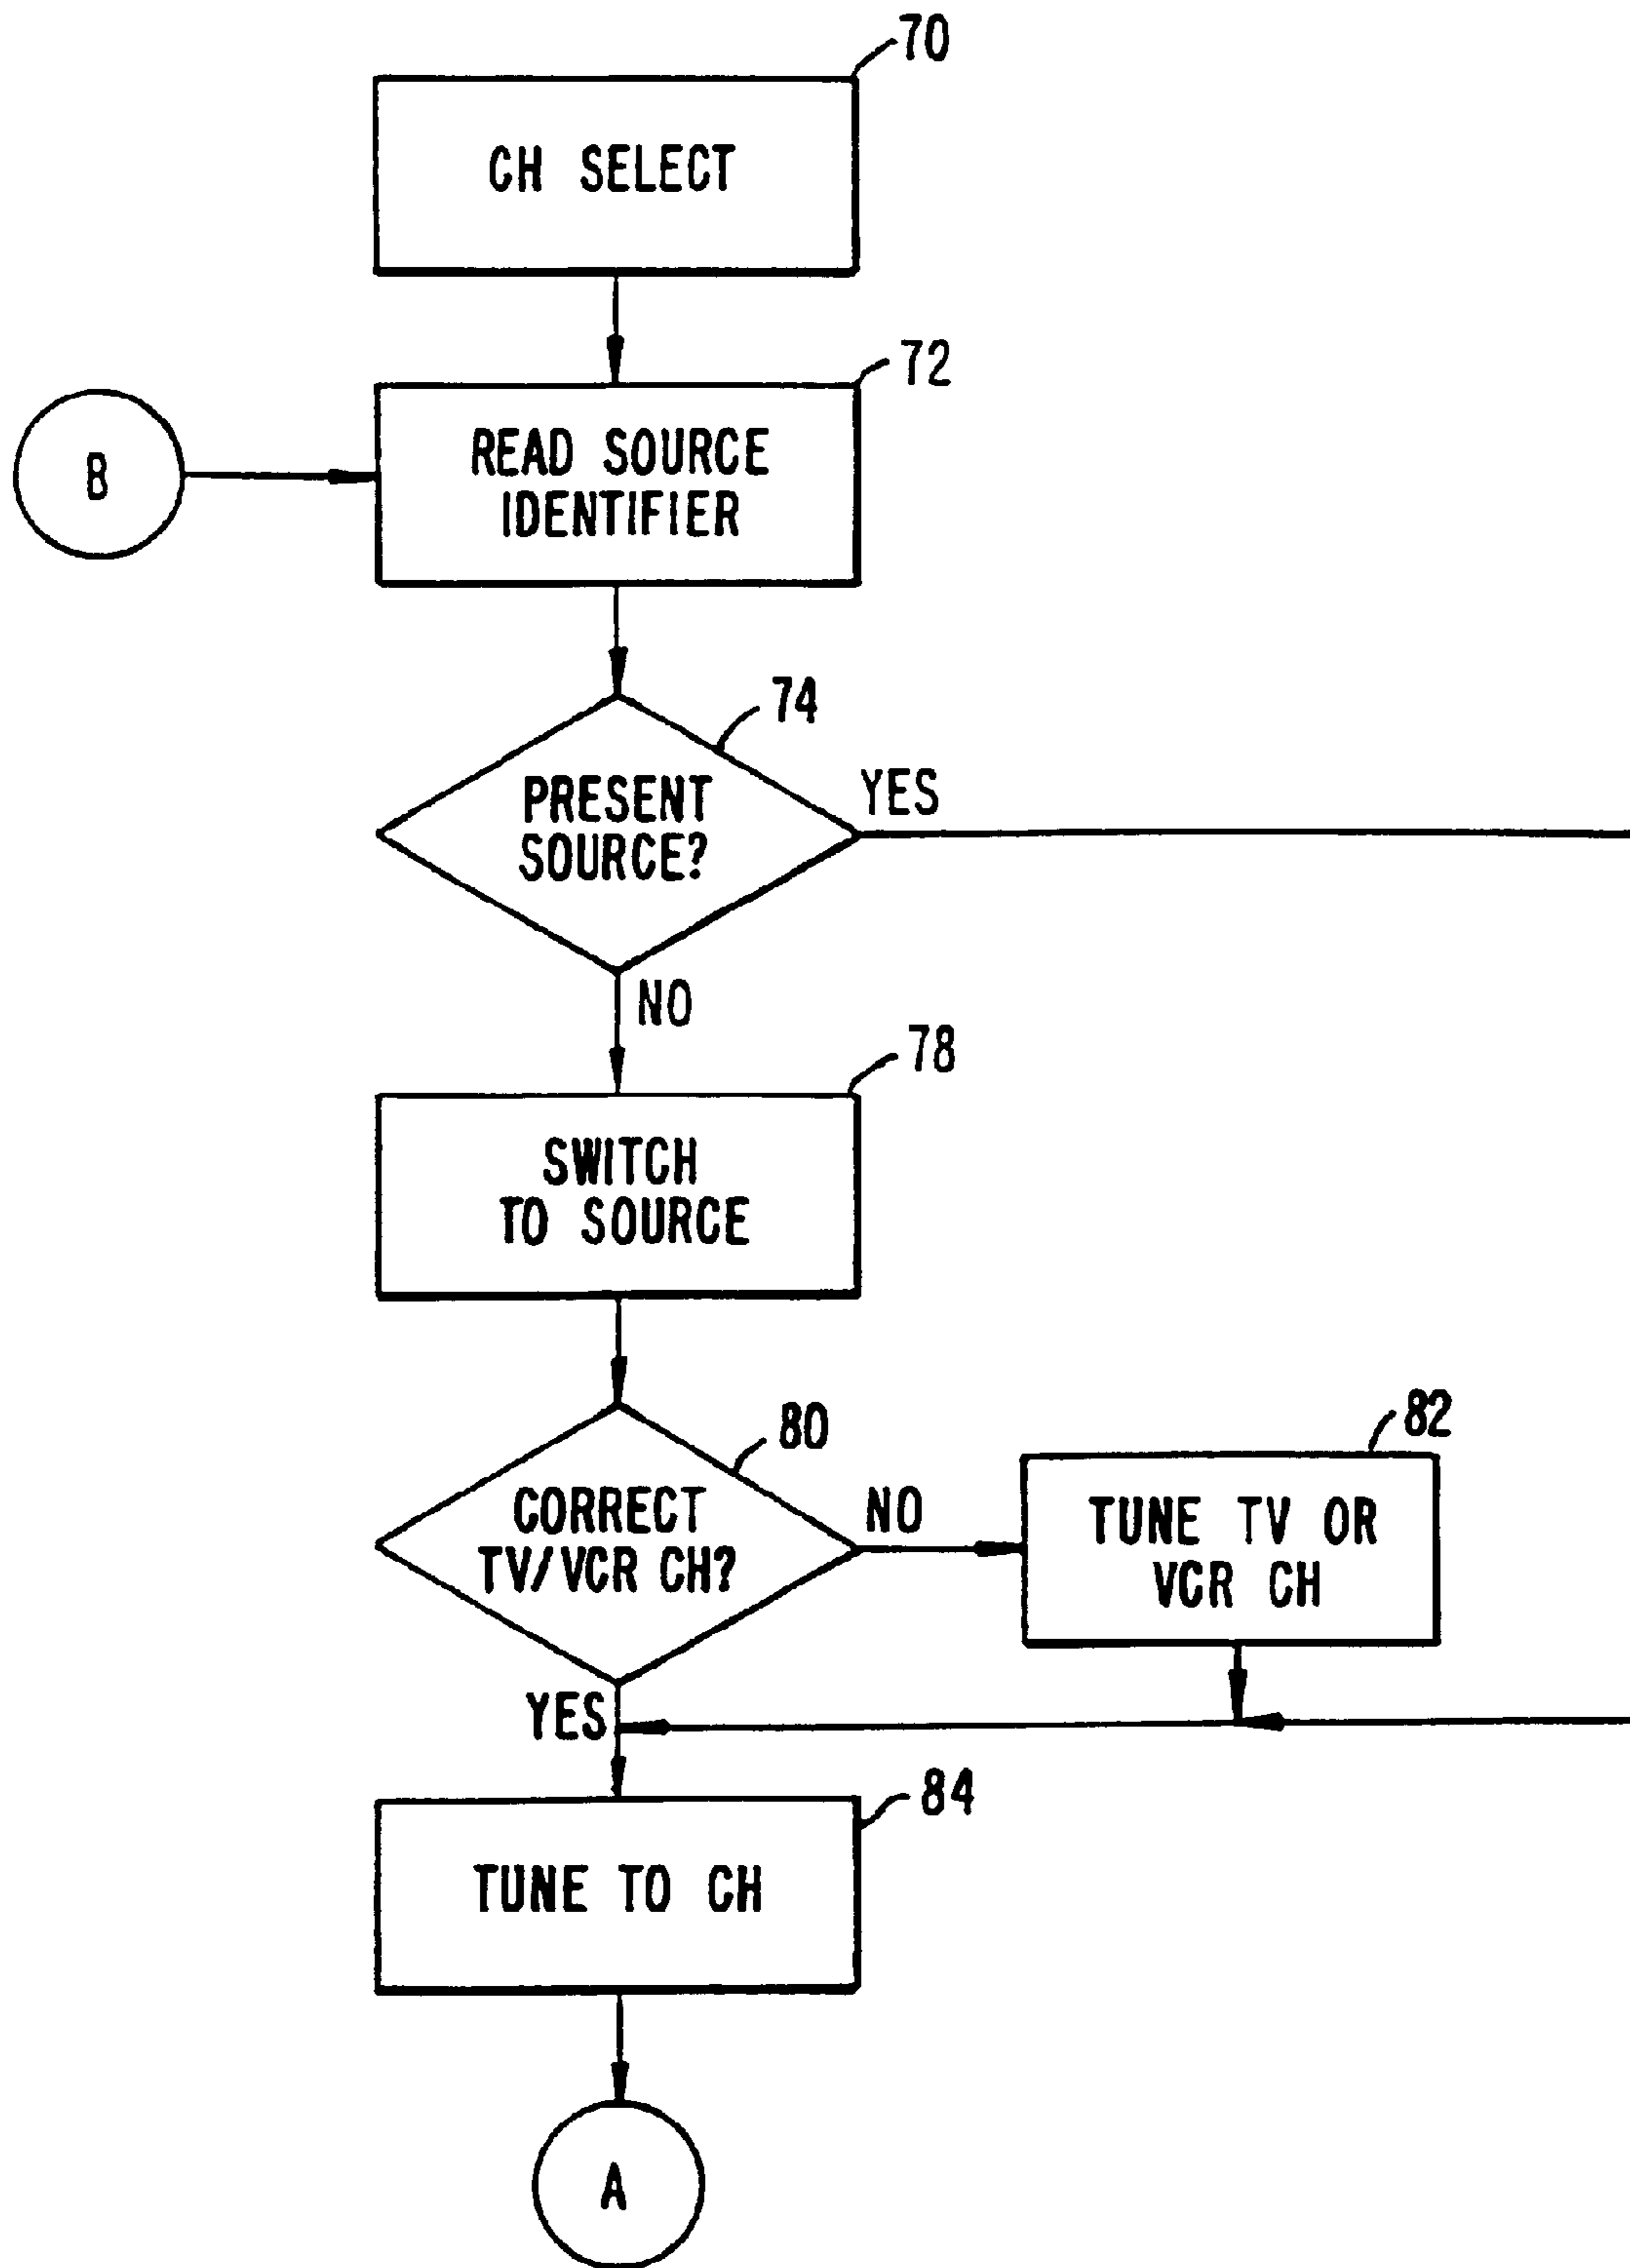 70
CH SELECT
72
B
READ SOURCE
IDENTIFIER
74
PRESENT
SOURCE?
YES
NO
78
SWITCH
TO SOURCE
80
CORRECT
TV/VCR CH?
NO
82
TUNE TV OR
VCR CH
YES
84
TUNE TO CH
A